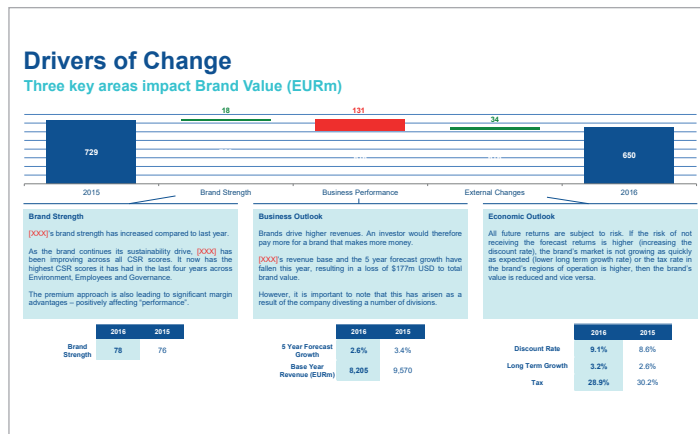 Drivers of Change
Three key areas impact Brand Value (EURm)
18
131
34
729
650
2015
Brand Strength
Business Performance
External Changes
2016
Brand Strength
[XXX]'s brand strength has increased compared to last year.
As the brand continues its sustainability drive, [XXX] has
been improving across all CSR scores. It now has the
highest CSR scores it has had in the last four years across
Environment, Employees and Governance.
The premium approach is also leading to significant margin
advantages – positively affecting "performance".
Business Outlook
Brands drive higher revenues. An investor would therefore
pay more for a brand that makes more money.
[XXX]'s revenue base and the 5 year forecast growth have
fallen this year, resulting in a loss of $177m USD to total
brand value.
However, it is important to note that this has arisen as a
result of the company divesting a number of divisions.
Economic Outlook
All future returns are subject to risk. If the risk of not
receiving the forecast returns is higher (increasing the
discount rate), the brand's market is not growing as quickly
as expected (lower long term growth rate) or the tax rate in
the brand's regions of operation is higher, then the brand's
value is reduced and vice versa.
2016 2015
Brand
Strength 78 76
2016 2015
5 Year Forecast
Growth 2.6% 3.4%
Base Year
Revenue (EURm) 8,205 9,570
2016 2015
Discount Rate 9.1% 8.6%
Long Term Growth 3.2% 2.6%
Tax 28.9% 30.2%